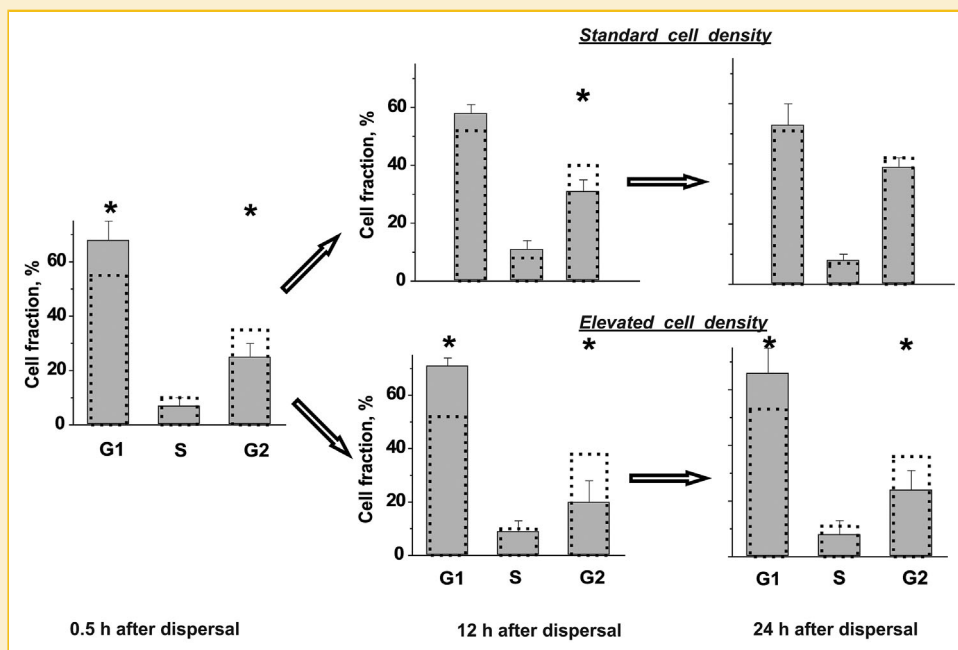 Standard cell density
Cell fraction, %
60
40
20
0
*
Cell fraction, %
60
40
20
0
* *
G1 S G2
Elevated cell density
Cell fraction, %
60
40
20
0
* *
G1 S G2
* *
G1 S G2
0.5 h after dispersal
12 h after dispersal
24 h after dispersal